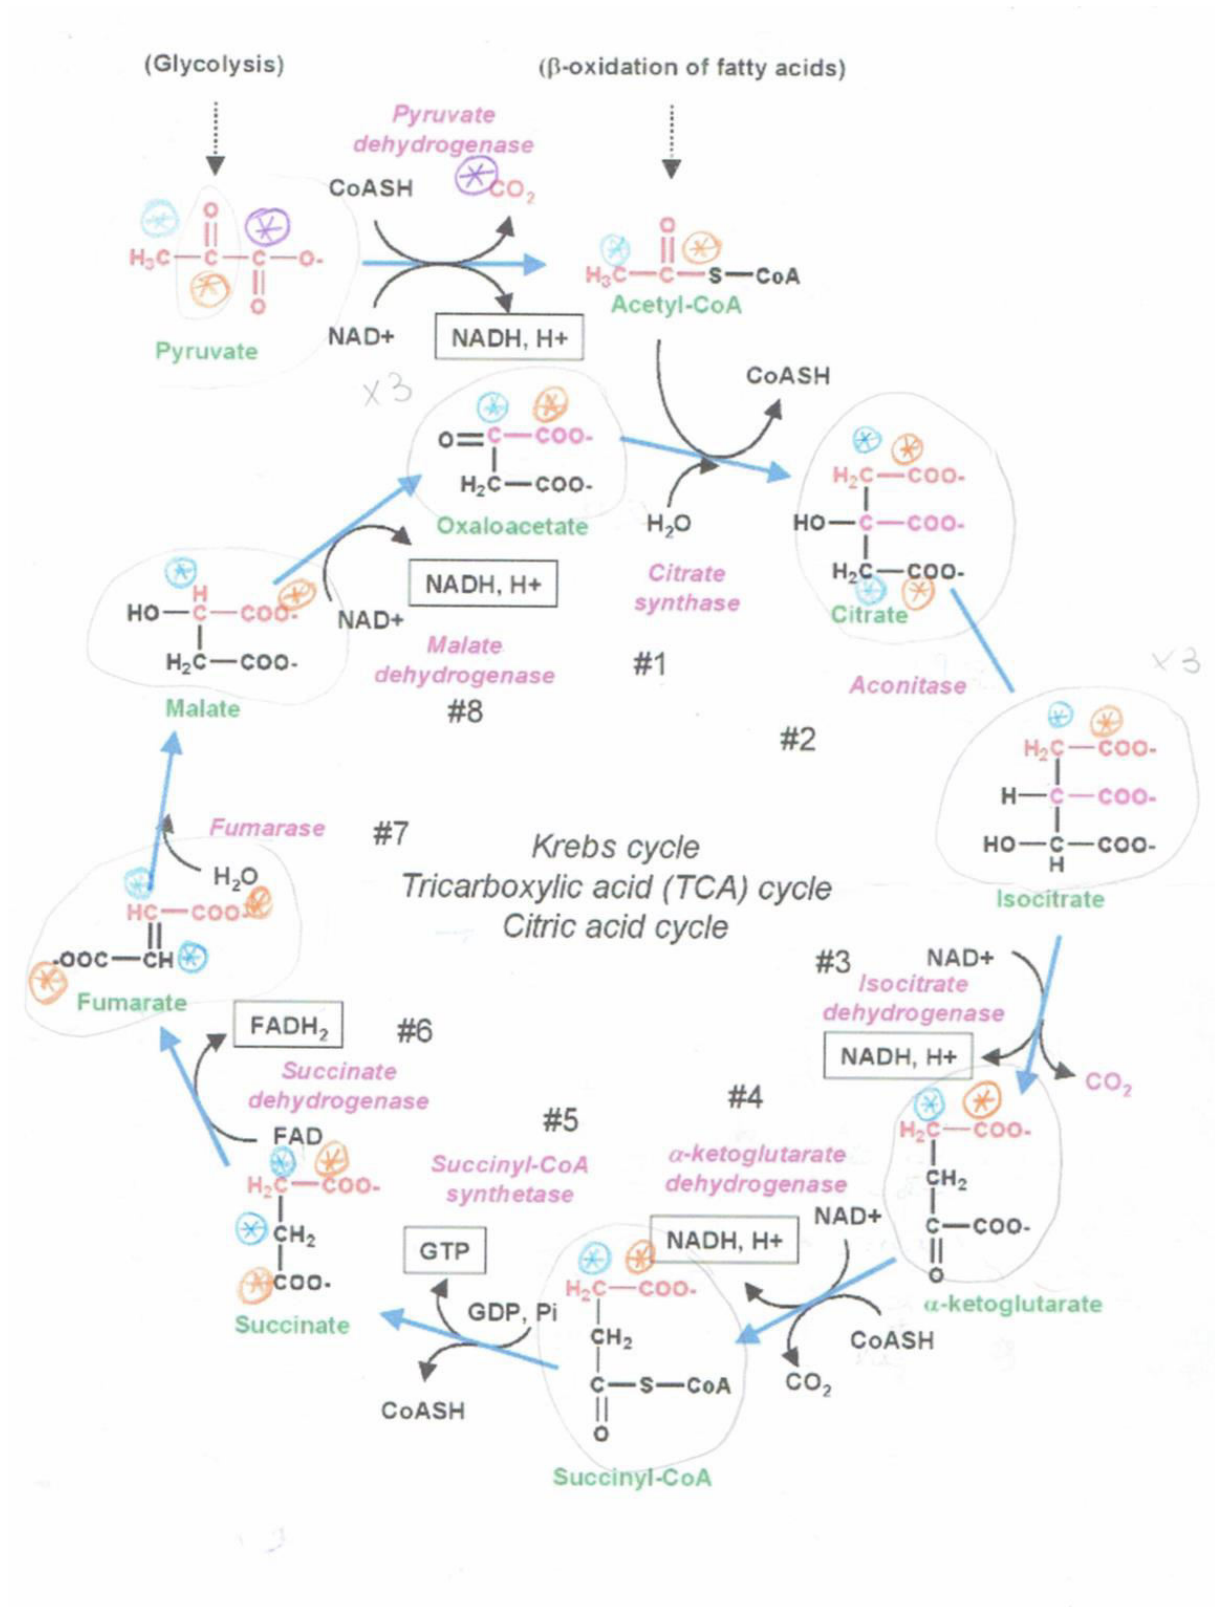 (Glycolysis)
(β-oxidation of fatty acids)
Pyruvate
dehydrogenase
CoASH
CO₂
O
H₃C—C—C—O-
O
Pyruvate
NAD+
NADH, H+
O
H₃C—C—S—CoA
Acetyl-CoA
x3
CoASH
O=C—COO-
H₂C—COO-
Oxaloacetate
H₂O
Citrate
synthase
#1
H₂C—COO-
HO—C—COO-
H₂C—COO-
Citrate
NADH, H+
NAD+
Malate
dehydrogenase
#8
H
HO—C—COO-
H₂C—COO-
Malate
Aconitase
#2
x3
H₂C—COO-
H—C—COO-
HO—C—COO-
H
Isocitrate
Fumarase
#7
H₂O
Krebs cycle
Tricarboxylic acid (TCA) cycle
Citric acid cycle
HC—COO-
-OOC—CH
Fumarate
#3
NAD+
Isocitrate
dehydrogenase
NADH, H+
CO₂
FADH₂
#6
Succinate
dehydrogenase
FAD
#5
Succinyl-CoA
synthetase
#4
α-ketoglutarate
dehydrogenase
NAD+
NADH, H+
H₂C—COO-
CH₂
C—COO-
O
α-ketoglutarate
H₂C—COO-
CH₂
COO-
Succinate
GTP
GDP, Pi
CoASH
H₂C—COO-
CH₂
C—S—CoA
O
Succinyl-CoA
CoASH
CO₂